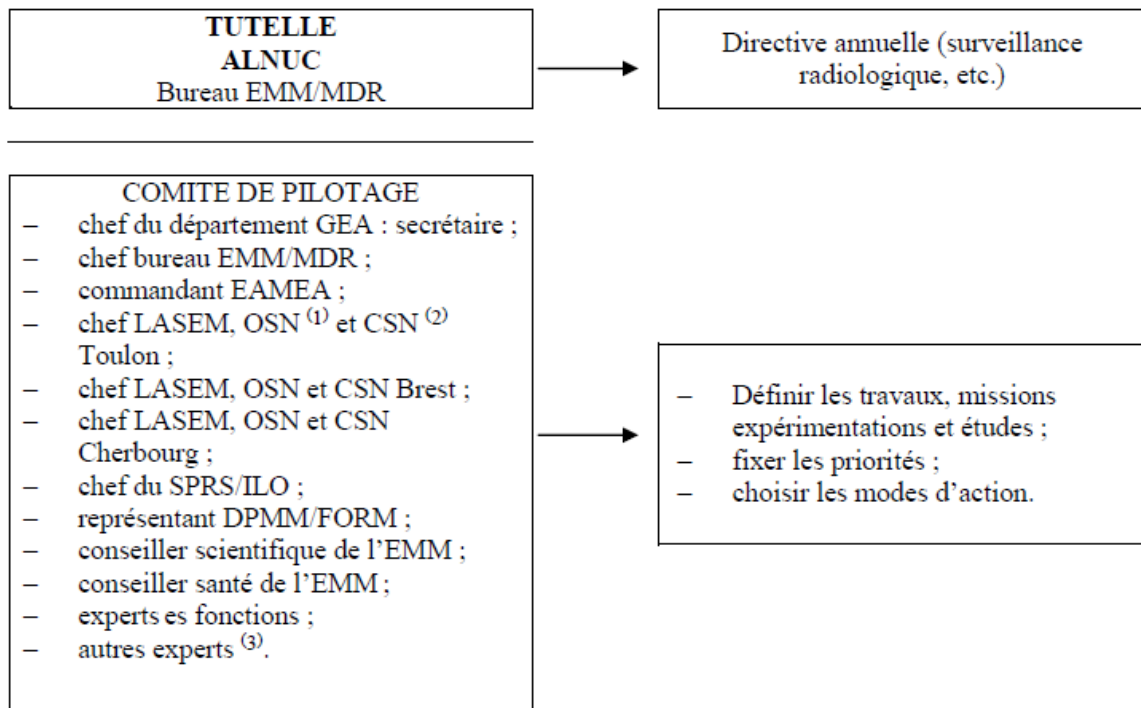 TUTELLE
ALNUC
Bureau EMM/MDR
Directive annuelle (surveillance
radiologique, etc.)
COMITE DE PILOTAGE
– chef du département GEA : secrétaire ;
– chef bureau EMM/MDR ;
– commandant EAMEA ;
– chef LASEM, OSN (1) et CSN (2)
Toulon ;
– chef LASEM, OSN et CSN Brest ;
– chef LASEM, OSN et CSN
Cherbourg ;
– chef du SPRS/ILO ;
– représentant DPMM/FORM ;
– conseiller scientifique de l’EMM ;
– conseiller santé de l’EMM ;
– experts es fonctions ;
– autres experts (3).
– Définir les travaux, missions
expérimentations et études ;
– fixer les priorités ;
– choisir les modes d’action.